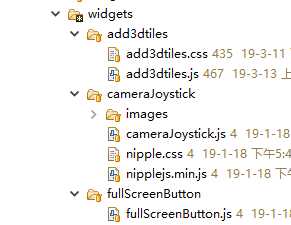 widgets
add3dtiles
add3dtiles.css 435 19-3-11
add3dtiles.js 467 19-3-13 上
cameraJoystick
images
cameraJoystick.js 4 19-1-18
nipple.css 4 19-1-18 下午5:4
nipplejs.min.js 4 19-1-18
fullScreenButton
fullScreenButton.js 4 19-1-18